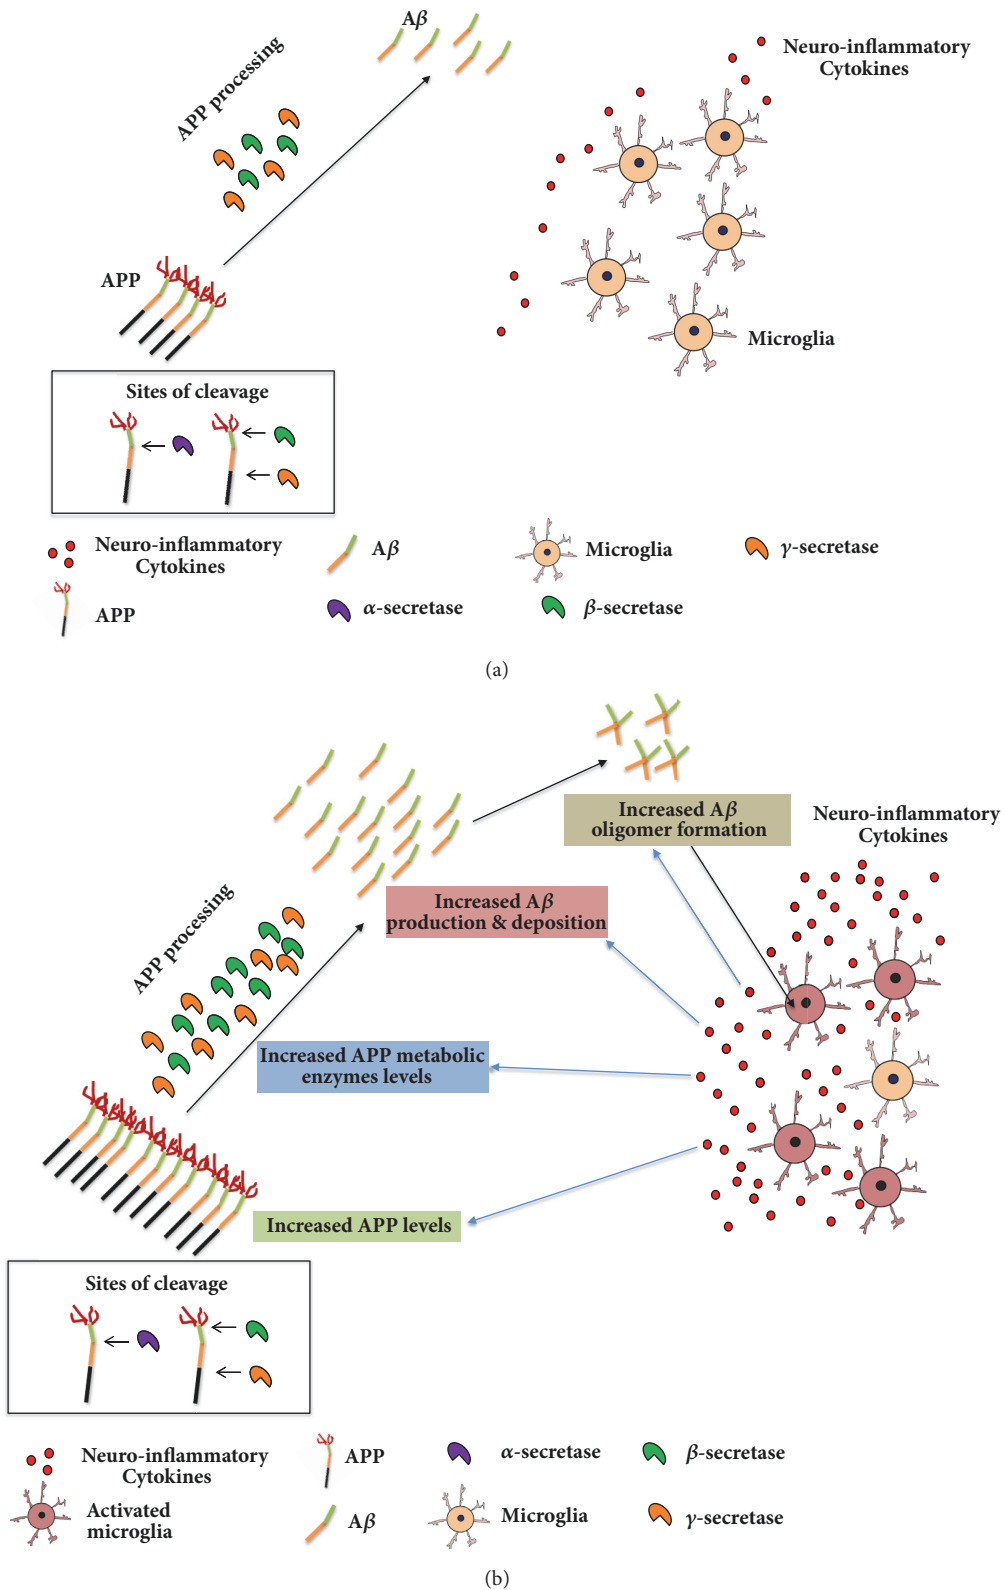 Aβ
Neuro-inflammatory
Cytokines
APP processing
APP
Microglia
Sites of cleavage
Neuro-inflammatory
Cytokines
Aβ
Microglia
γ-secretase
APP
α-secretase
β-secretase
(a)
Increased Aβ
oligomer formation
Neuro-inflammatory
Cytokines
Increased Aβ
production & deposition
APP processing
Increased APP metabolic
enzymes levels
Increased APP levels
Sites of cleavage
Neuro-inflammatory
Cytokines
APP
α-secretase
β-secretase
Activated
microglia
Aβ
Microglia
γ-secretase
(b)